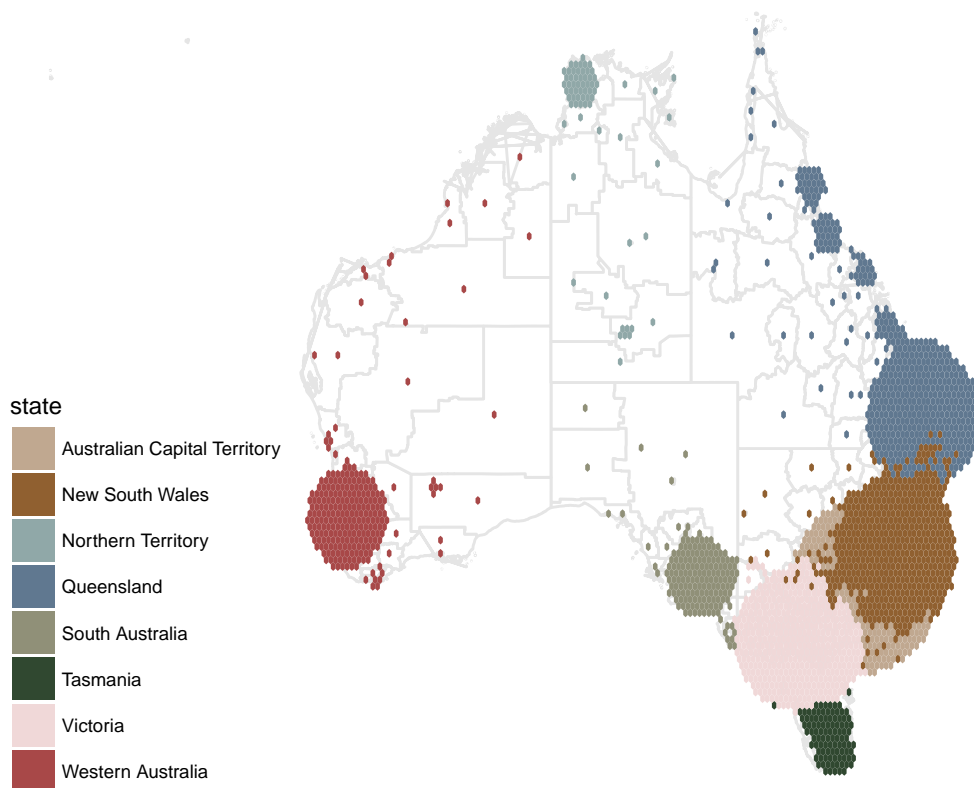 state
Australian Capital Territory
New South Wales
Northern Territory
Queensland
South Australia
Tasmania
Victoria
Western Australia